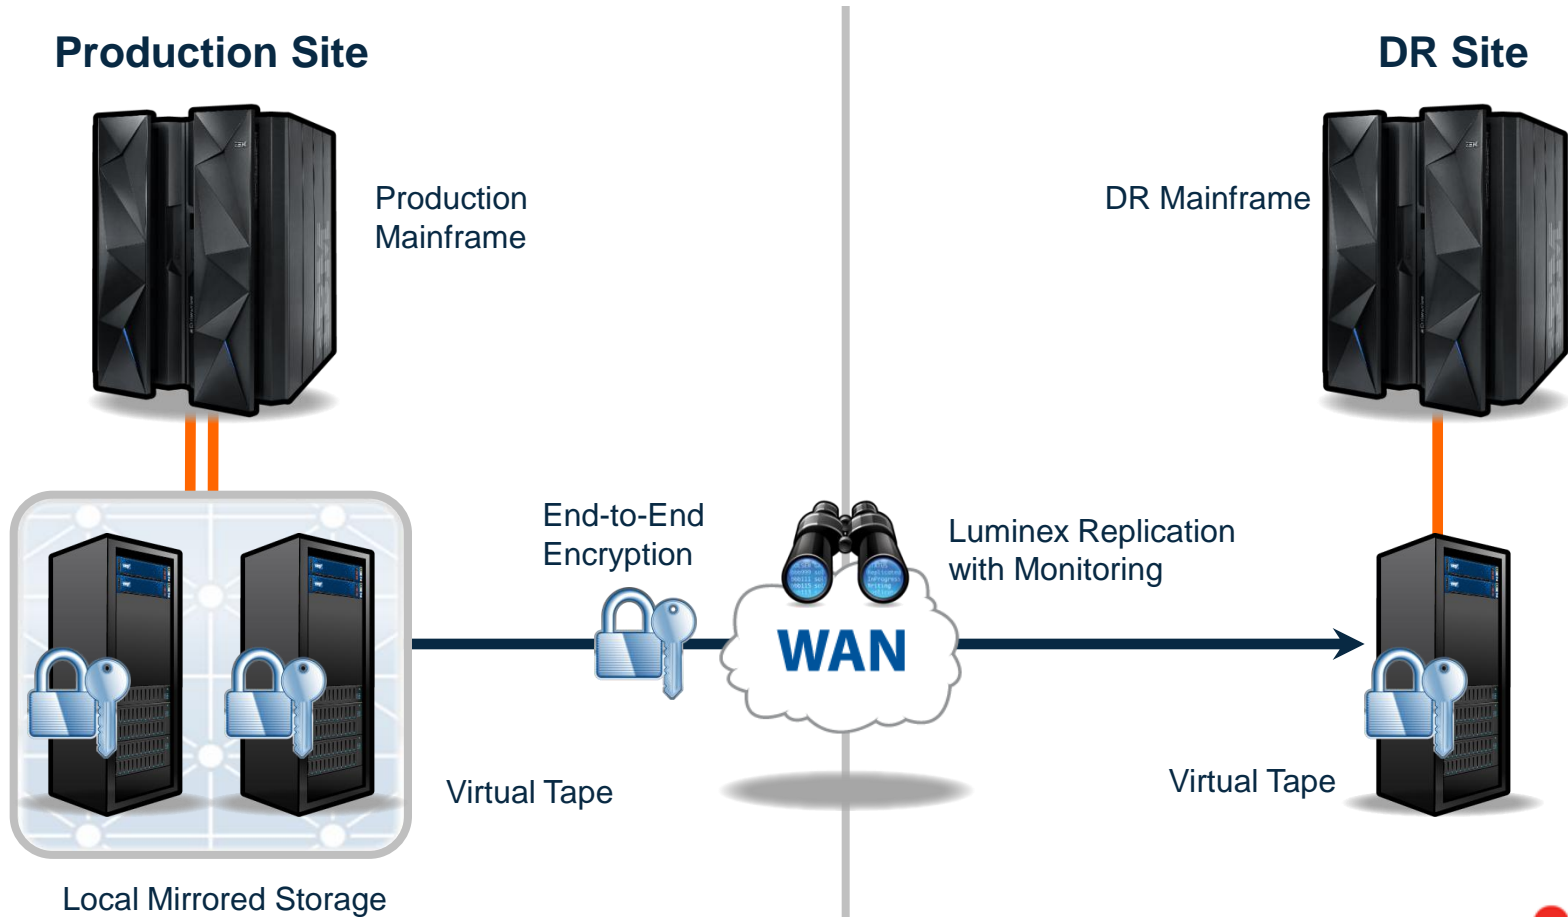 Production Site
DR Site
Production
Mainframe
DR Mainframe
End-to-End
Encryption
Luminex Replication
with Monitoring
WAN
Virtual Tape
Virtual Tape
Local Mirrored Storage